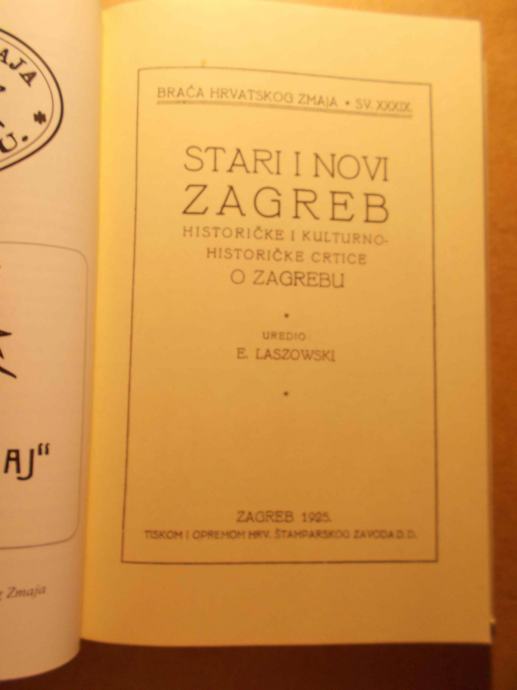 AJA
U.
AJ“
Zmaja
BRAĆA HRVATSKOG ZMAJA • SV. XXXIX.
STARI I NOVI
ZAGREB
HISTORIČKE I KULTURNO-
HISTORIČKE CRTICE
O ZAGREBU
*
UREDIO
E. LASZOWSKI
*
ZAGREB 1925.
TISKOM I OPREMOM HRV. ŠTAMPARSKOG ZAVODA D. D.